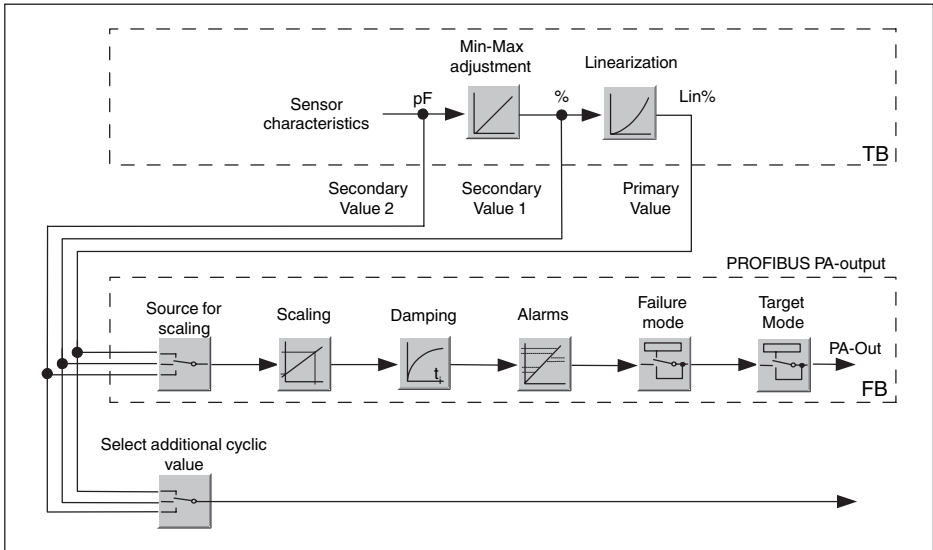 Min-Max
adjustment
Linearization
Sensor
characteristics
pF
%
Lin%
TB
Secondary
Value 2
Secondary
Value 1
Primary
Value
PROFIBUS PA-output
Source for
scaling
Scaling
Damping
Alarms
Failure
mode
Target
Mode
t
PA-Out
FB
Select additional cyclic
value